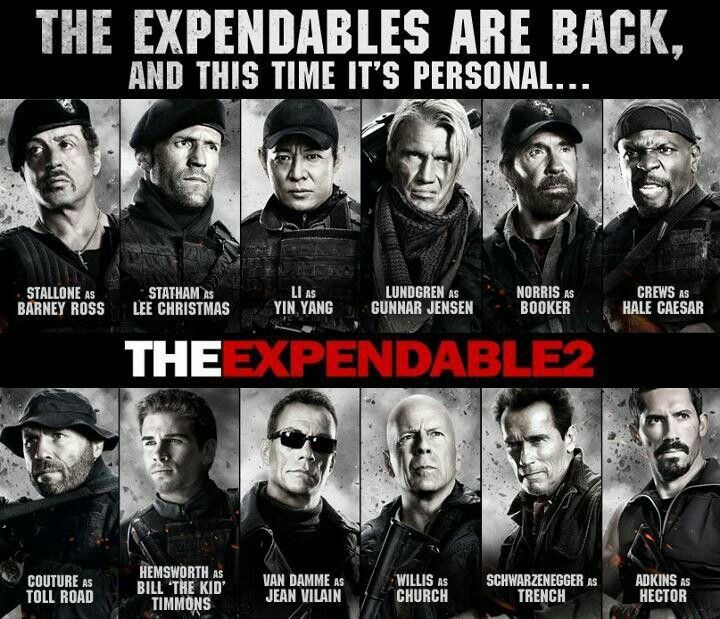 THE EXPENDABLES ARE BACK,
AND THIS TIME IT'S PERSONAL...
STALLONE AS
BARNEY ROSS
STATHAM AS
LEE CHRISTMAS
LI AS
YIN YANG
LUNDGREN AS
GUNNAR JENSEN
NORRIS AS
BOOKER
CREWS AS
HALE CAESAR
THEEXPENDABLE2
COUTURE AS
TOLL ROAD
HEMSWORTH AS
BILL 'THE KID'
TIMMONS
VAN DAMME AS
JEAN VILAIN
WILLIS AS
CHURCH
SCHWARZENEGGER AS
TRENCH
ADKINS AS
HECTOR